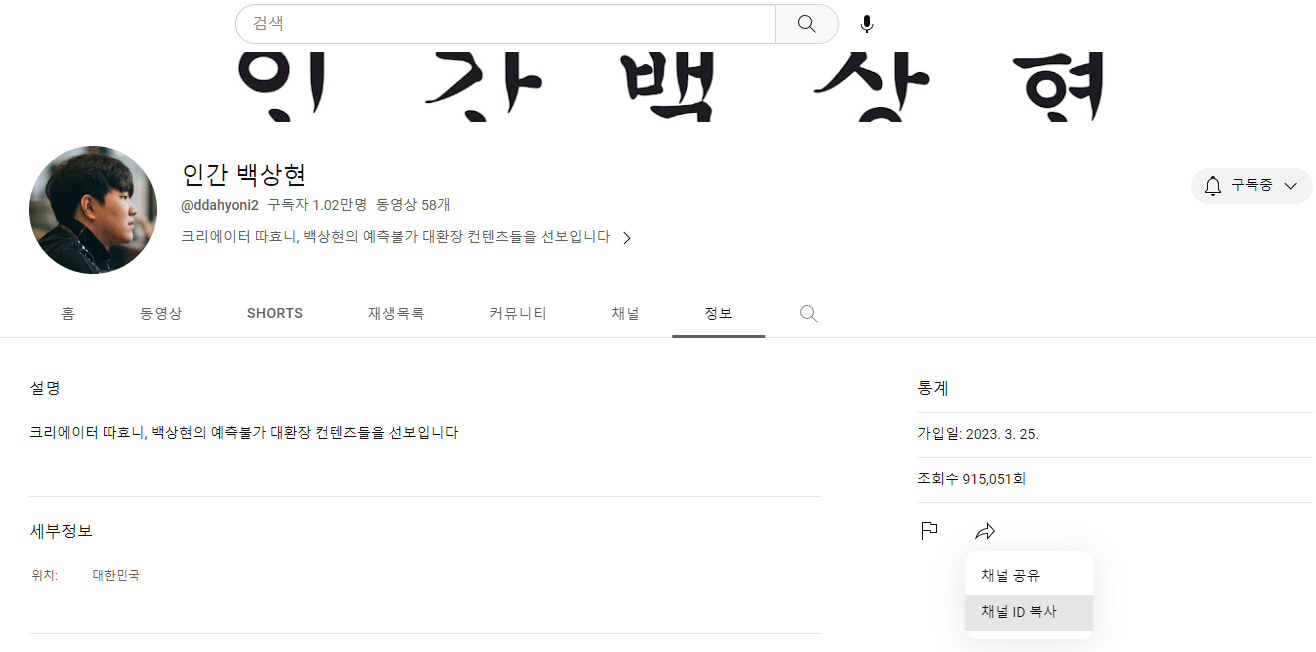 검색
인간백상현
인간 백상현
@ddahyoni2 구독자 1.02만명 동영상 58개
크리에이터 따효니, 백상현의 예측불가 대환장 컨텐츠들을 선보입니다
구독중
홈 동영상 SHORTS 재생목록 커뮤니티 채널 정보
설명
크리에이터 따효니, 백상현의 예측불가 대환장 컨텐츠들을 선보입니다
세부정보
위치: 대한민국
통계
가입일: 2023. 3. 25.
조회수 915,051회
채널 공유
채널 ID 복사